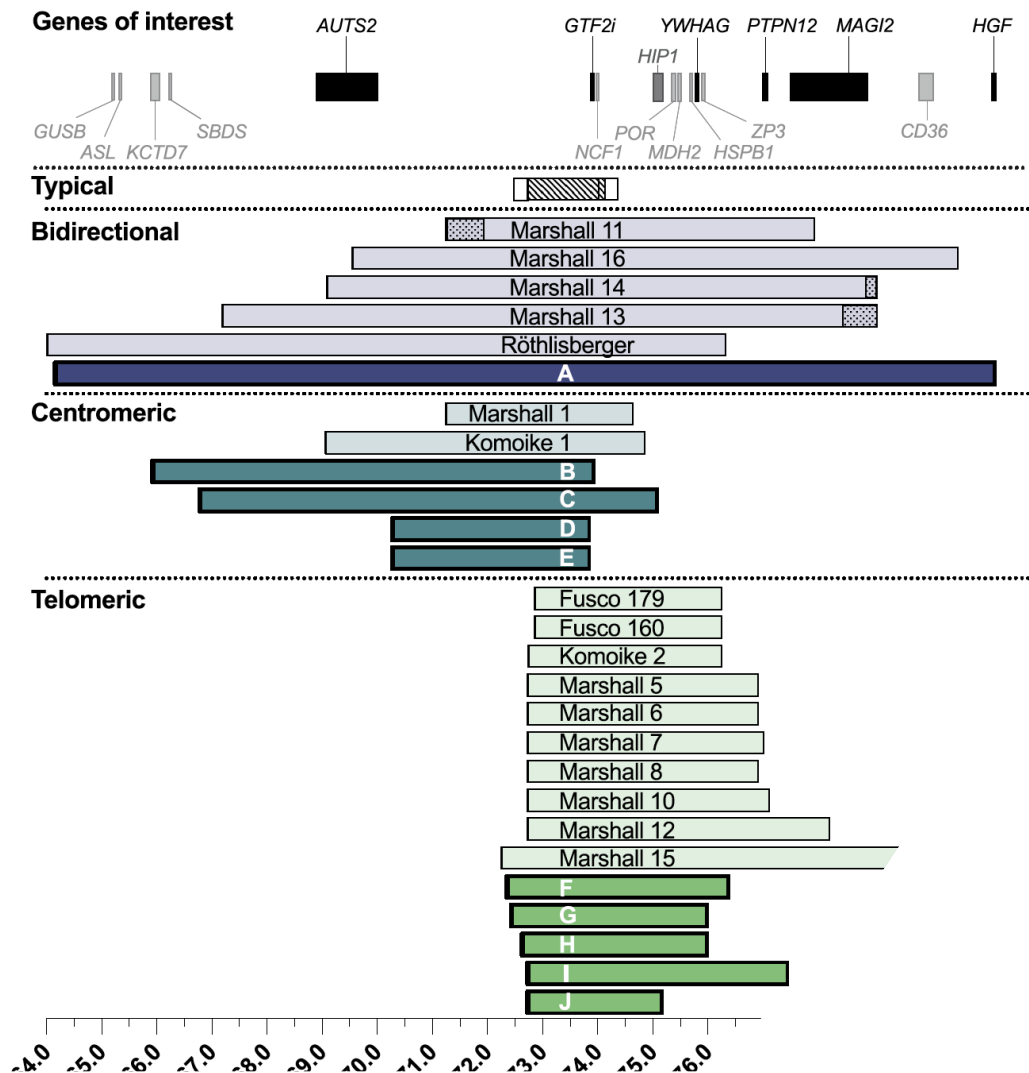 Genes of interest
AUTS2 GTF2i YWHAG PTPN12 MAGI2 HGF
HIP1
GUSB SBDS POR ZP3 CD36
ASL KCTD7 NCF1 MDH2 HSPB1
Typical
Bidirectional
Marshall 11
Marshall 16
Marshall 14
Marshall 13
Röthlisberger
A
Centromeric
Marshall 1
Komoike 1
B
C
D
E
Telomeric
Fusco 179
Fusco 160
Komoike 2
Marshall 5
Marshall 6
Marshall 7
Marshall 8
Marshall 10
Marshall 12
Marshall 15
F
G
H
I
J
64.0 65.0 66.0 67.0 68.0 69.0 70.0 71.0 72.0 73.0 74.0 75.0 76.0